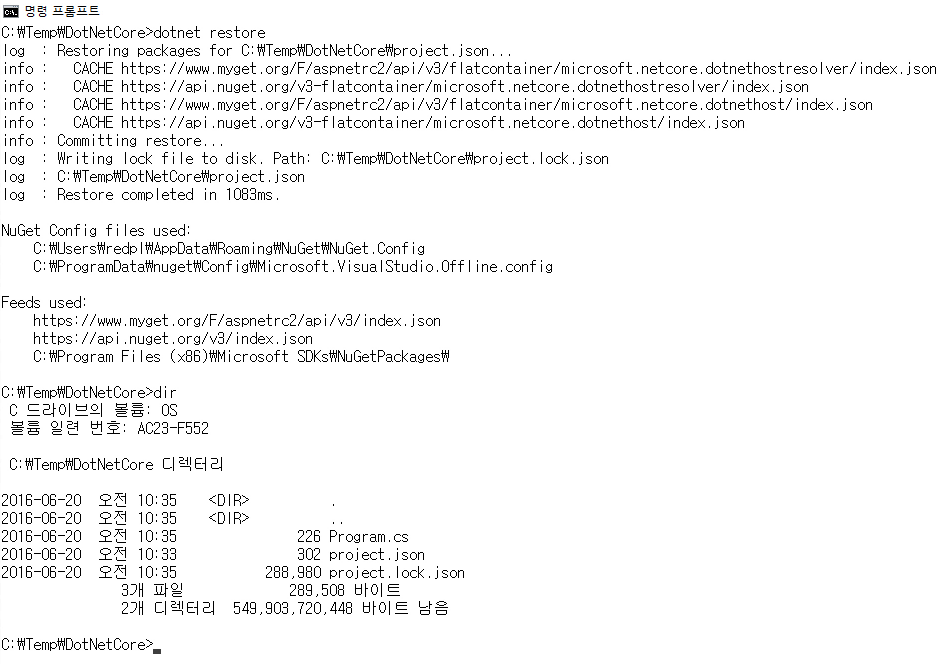 명령 프롬프트
C:₩Temp₩DotNetCore>dotnet restore
log  : Restoring packages for C:₩Temp₩DotNetCore₩project.json...
info :   CACHE https://www.myget.org/F/aspnetrc2/api/v3/flatcontainer/microsoft.netcore.dotnethostresolver/index.json
info :   CACHE https://api.nuget.org/v3-flatcontainer/microsoft.netcore.dotnethostresolver/index.json
info :   CACHE https://www.myget.org/F/aspnetrc2/api/v3/flatcontainer/microsoft.netcore.dotnethost/index.json
info :   CACHE https://api.nuget.org/v3-flatcontainer/microsoft.netcore.dotnethost/index.json
info : Committing restore...
log  : Writing lock file to disk. Path: C:₩Temp₩DotNetCore₩project.lock.json
log  : C:₩Temp₩DotNetCore₩project.json
log  : Restore completed in 1083ms.
NuGet Config files used:
    C:₩Users₩redpl₩AppData₩Roaming₩NuGet₩NuGet.Config
    C:₩ProgramData₩nuget₩Config₩Microsoft.VisualStudio.Offline.config
Feeds used:
    https://www.myget.org/F/aspnetrc2/api/v3/index.json
    https://api.nuget.org/v3/index.json
    C:₩Program Files (x86)₩Microsoft SDKs₩NuGetPackages₩
C:₩Temp₩DotNetCore>dir
 C 드라이브의 볼륨: OS
 볼륨 일련 번호: AC23-F552
 C:₩Temp₩DotNetCore 디렉터리
2016-06-20  오전 10:35    <DIR>          .
2016-06-20  오전 10:35    <DIR>          ..
2016-06-20  오전 10:35               226 Program.cs
2016-06-20  오전 10:33               302 project.json
2016-06-20  오전 10:35           288,980 project.lock.json
               3개 파일             289,508 바이트
               2개 디렉터리  549,903,720,448 바이트 남음
C:₩Temp₩DotNetCore>